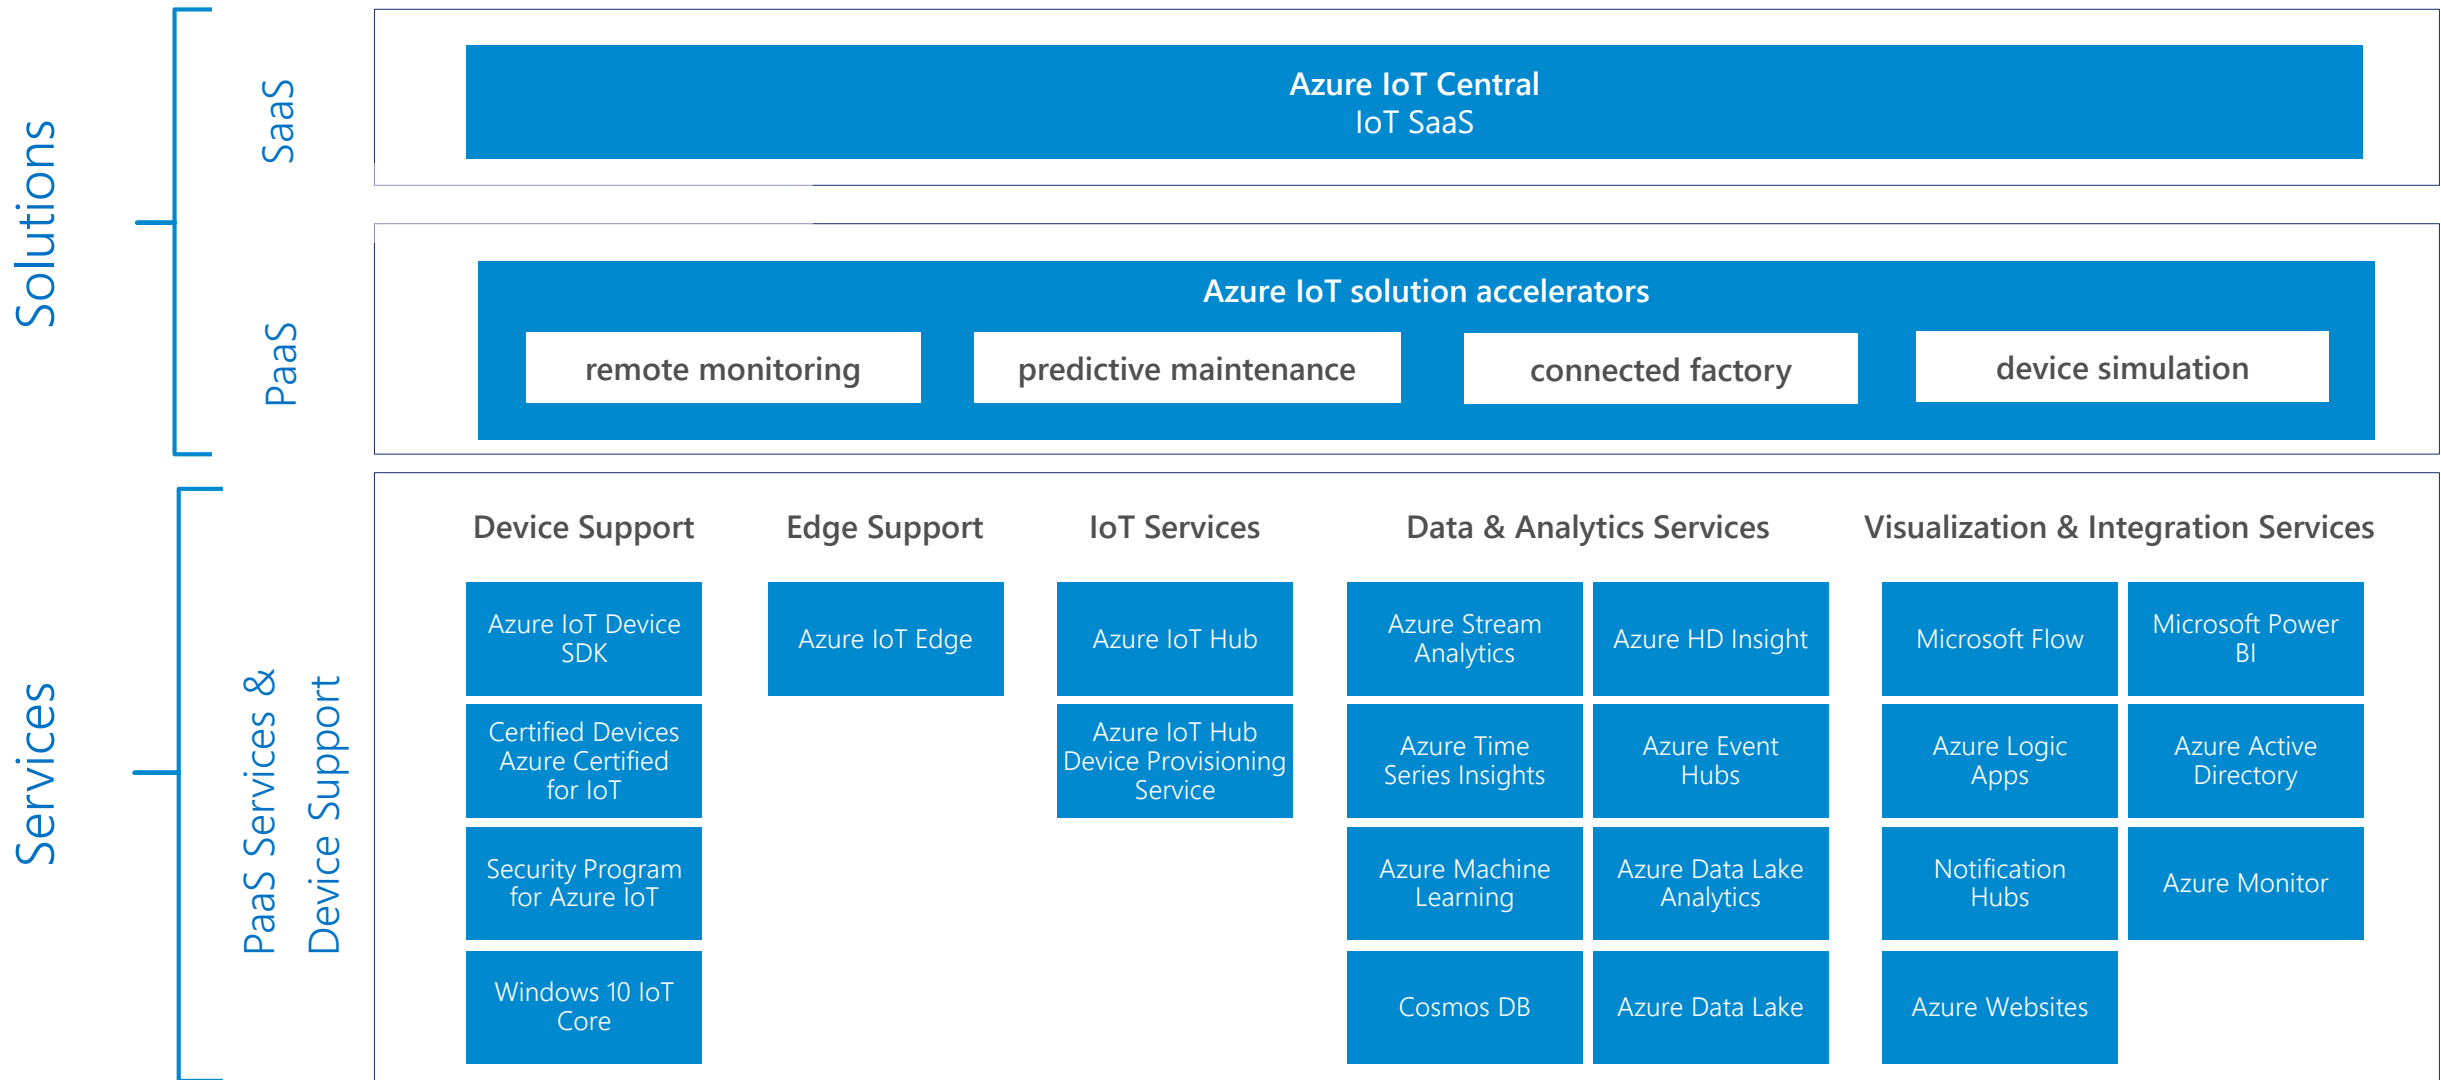 Solutions
SaaS
Azure IoT Central
IoT SaaS
PaaS
Azure IoT solution accelerators
remote monitoring
predictive maintenance
connected factory
device simulation
Services
PaaS Services &
Device Support
Device Support
Azure IoT Device
SDK
Certified Devices
Azure Certified
for IoT
Security Program
for Azure IoT
Windows 10 IoT
Core
Edge Support
Azure IoT Edge
IoT Services
Azure IoT Hub
Azure IoT Hub
Device Provisioning
Service
Data & Analytics Services
Azure Stream
Analytics
Azure HD Insight
Azure Time
Series Insights
Azure Event
Hubs
Azure Machine
Learning
Azure Data Lake
Analytics
Cosmos DB
Azure Data Lake
Visualization & Integration Services
Microsoft Flow
Microsoft Power
BI
Azure Logic
Apps
Azure Active
Directory
Notification
Hubs
Azure Monitor
Azure Websites